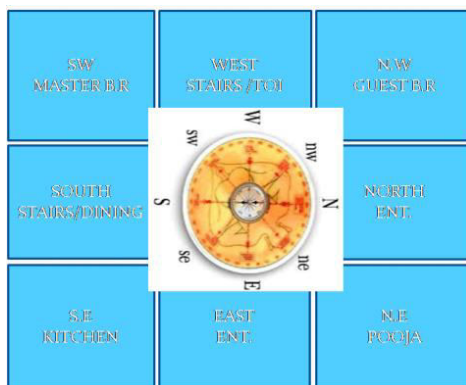 SW
MASTER B.R
WEST
STAIRS /TOI
N.W
GUEST B.R
W
sw
nw
SOUTH
STAIRS/DINING
S
N
NORTH
ENT.
se
ne
E
S.E
KITCHEN
EAST
ENT.
N.E
POOJA